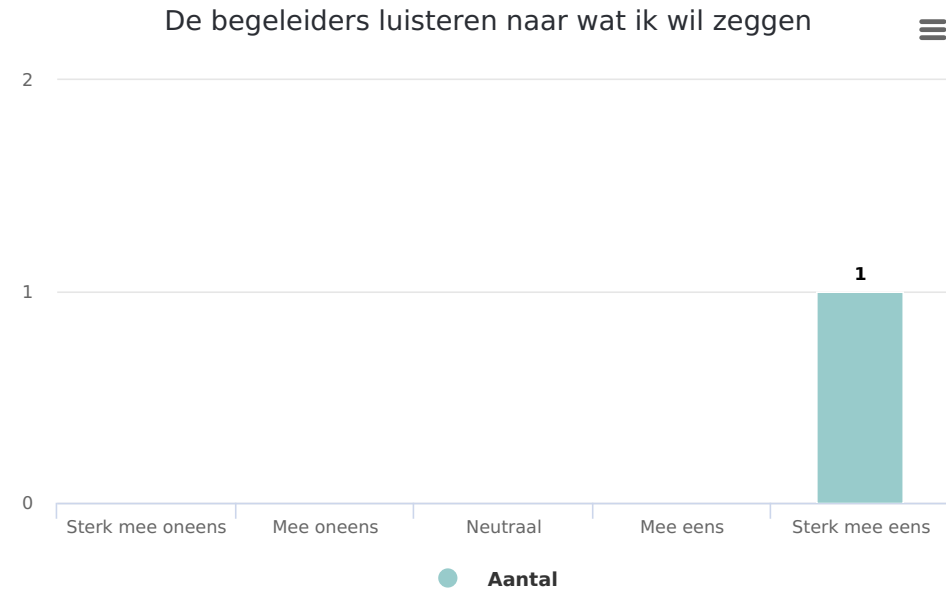 De begeleiders luisteren naar wat ik wil zeggen
2
1
1
0
Sterk mee oneens Mee oneens Neutraal Mee eens Sterk mee eens
Aantal